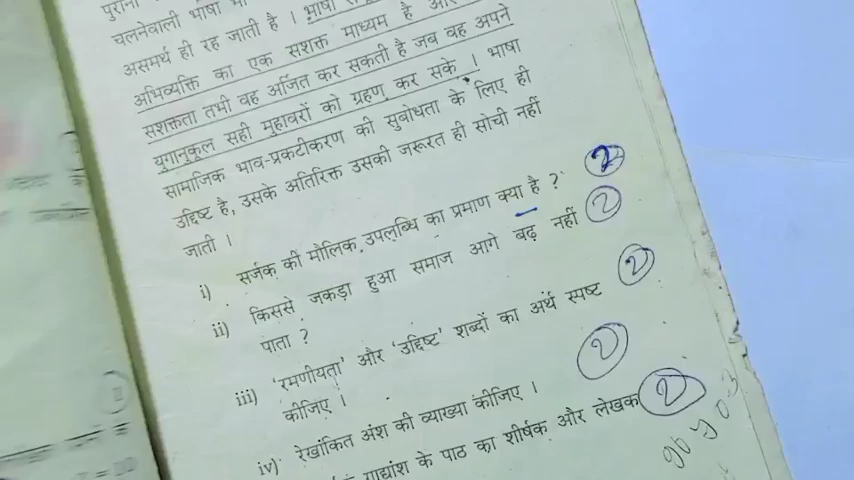 चलनेवाली भाषा
असमर्थ ही रह जाती है । भाषा
अभिव्यक्ति का एक सशक्त माध्यम है
सशक्तता तभी वह अर्जित कर सकती है जब वह अपने
युगानुकूल सही मुहावरों को ग्रहण कर सके । भाषा
सामाजिक भाव-प्रकटीकरण की सुबोधता के लिए ही
उद्दिष्ट है, उसके अतिरिक्त उसकी जरूरत ही सोची नहीं
जाती ।
i) सर्जक की मौलिक उपलब्धि का प्रमाण क्या है ? 2
ii) किससे जकड़ा हुआ समाज आगे बढ़ नहीं 2
पाता ?
iii) 'रमणीयता' और 'उद्दिष्ट' शब्दों का अर्थ स्पष्ट 2
कीजिए ।
iv) रेखांकित अंश की व्याख्या कीजिए । 2
गद्यांश के पाठ का शीर्षक और लेखक 2